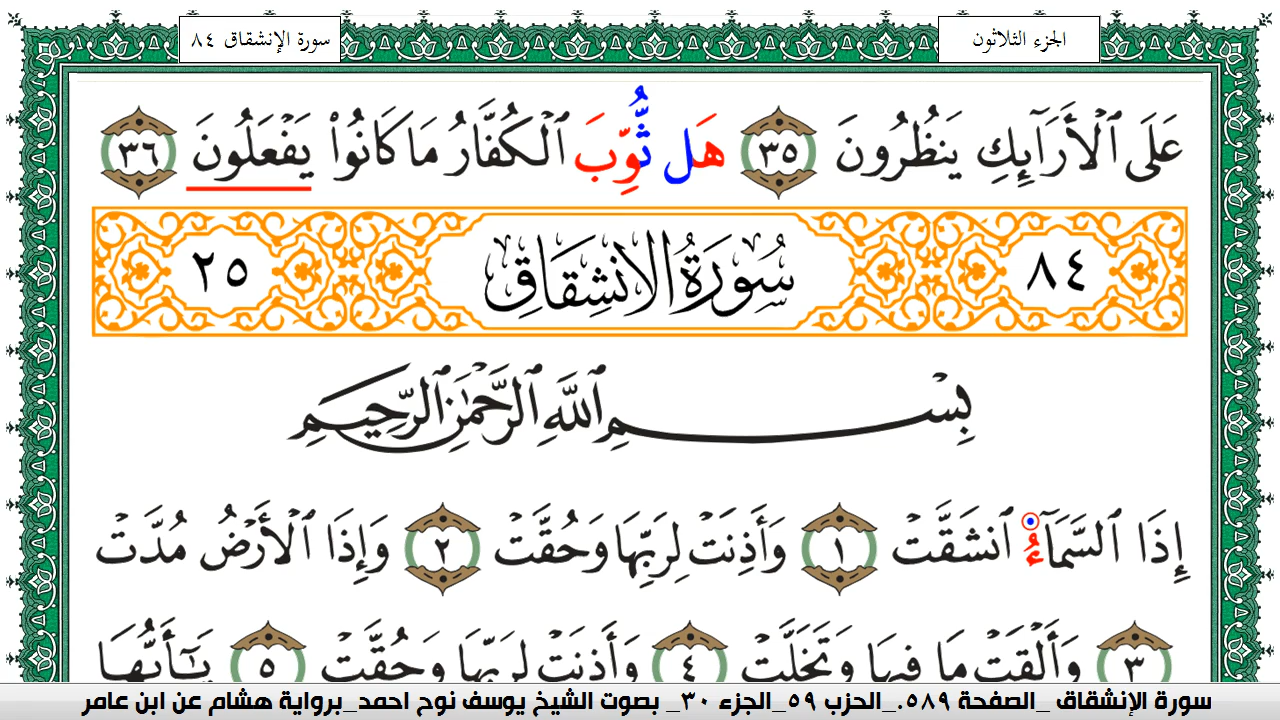 الجزء الثلاثون
سورة الإنشقاق ٨٤
عَلَى ٱلْأَرَآئِكِ يَنظُرُونَ ٣٥ هَل ثُّوِّبَ ٱلْكُفَّارُ مَا كَانُوا۟ يَفْعَلُونَ ٣٦
٨٤ سُورَةُ الانشِقَاقِ ٢٥
بِسْمِ ٱللَّهِ ٱلرَّحْمَٰنِ ٱلرَّحِيمِ
إِذَا ٱلسَّمَآءُ ٱنشَقَّتْ ١ وَأَذِنَتْ لِرَبِّهَا وَحُقَّتْ ٢ وَإِذَا ٱلْأَرْضُ مُدَّتْ
٣ وَأَلْقَتْ مَا فِيهَا وَتَخَلَّتْ ٤ وَأَذِنَتْ لِرَبِّهَا وَحُقَّتْ ٥ يَـٰٓأَيُّهَا
سورة الإنشقاق _الصفحة ٥٨٩._الحزب ٥٩_الجزء ٣٠_ بصوت الشيخ يوسف نوح احمد_برواية هشام عن ابن عامر